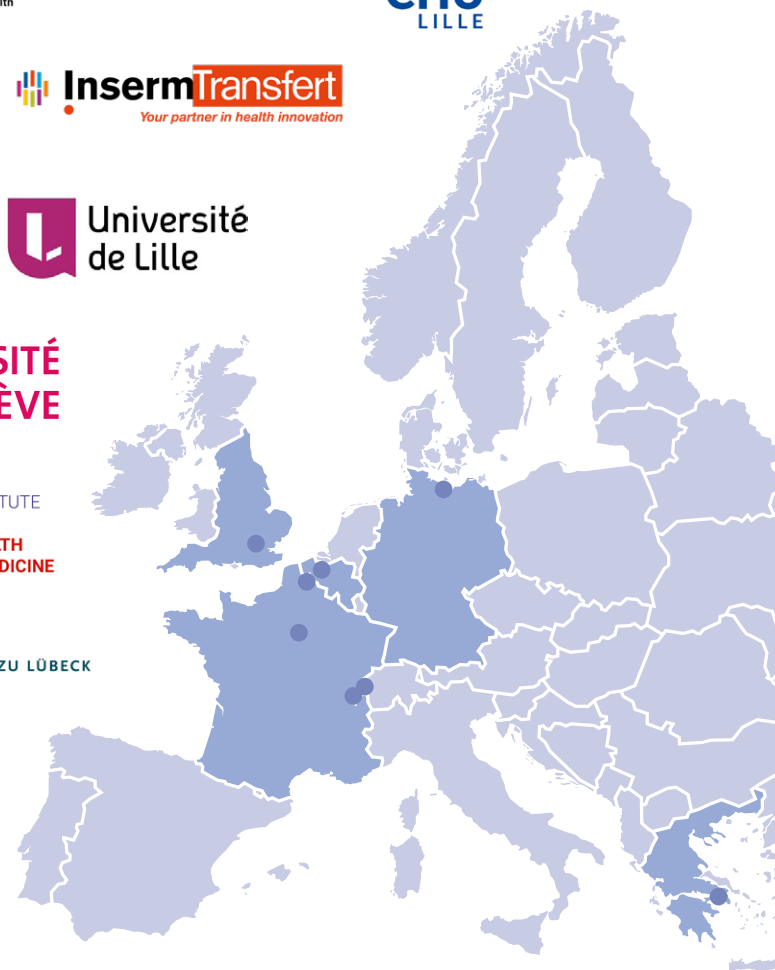 LILLE
InsermTransfert
Your partner in health innovation
Université
de Lille
SITÉ
ÈVE
TUTE
TH
DICINE
ZU LÜBECK